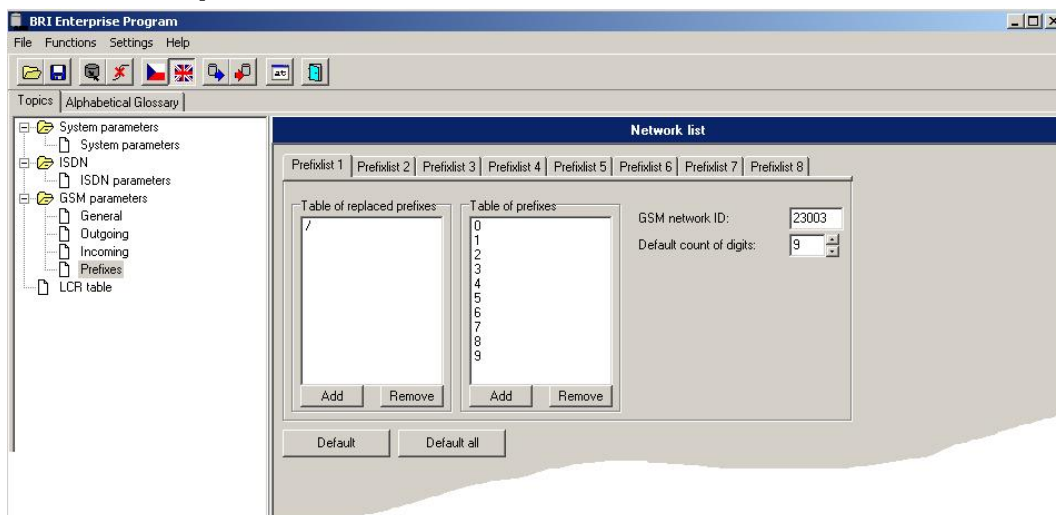 BRI Enterprise Program
File Functions Settings Help
at
Topics Alphabetical Glossary
System parameters
System parameters
ISDN
ISDN parameters
GSM parameters
General
Outgoing
Incoming
Prefixes
LCR table
Network list
Prefixlist 1 Prefixlist 2 Prefixlist 3 Prefixlist 4 Prefixlist 5 Prefixlist 6 Prefixlist 7 Prefixlist 8
Table of replaced prefixes
/
Add Remove
Table of prefixes
0
1
2
3
4
5
6
7
8
9
Add Remove
GSM network ID: 23003
Default count of digits: 9
Default Default all